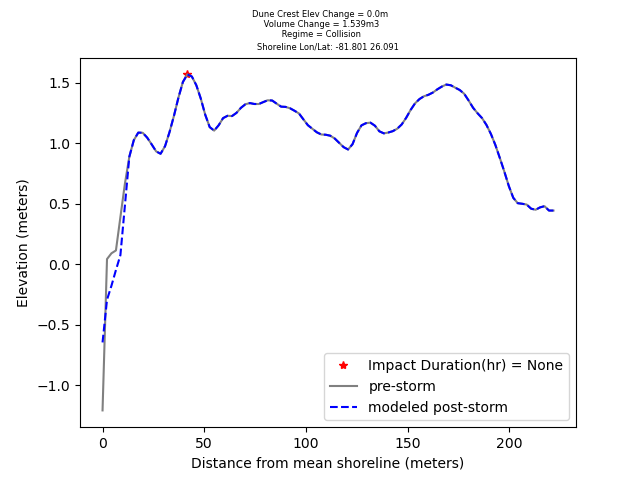 Dune Crest Elev Change = 0.0m
Volume Change = 1.539m3
Regime = Collision
Shoreline Lon/Lat: -81.801 26.091
1.5
1.0
0.5
0.0
−0.5
−1.0
Elevation (meters)
Impact Duration(hr) = None
pre-storm
modeled post-storm
0 50 100 150 200
Distance from mean shoreline (meters)